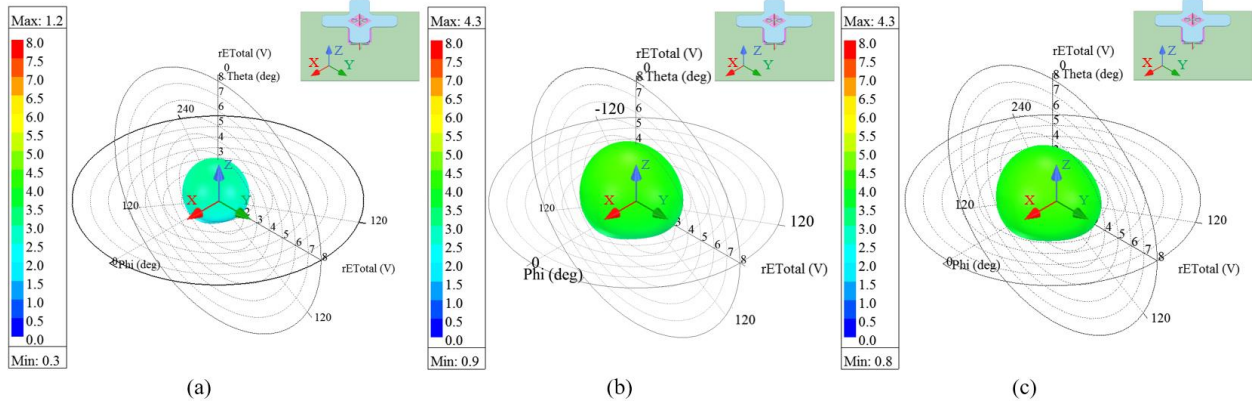 Max: 1.2
8.0
7.0
6.5
6.0
5.5
5.0
4.5
4.0
3.5
3.0
2.5
2.0
1.5
1.0
0.5
0.0
Min: 0.3
Z
X
Y
rETotal (V)
0
Theta (deg)
8
7
6
5
4
3
240
Z
X
Y
120
120
2
3
4
5
6
7
8
0
Phi (deg)
rETotal (V)
120
(a)
Max: 4.3
8.0
7.0
6.5
6.0
5.5
5.0
4.5
4.0
3.5
3.0
2.5
2.0
1.5
1.0
0.5
0.0
Min: 0.9
Z
X
Y
rETotal (V)
0
Theta (deg)
8
7
6
5
4
-120
Z
X
Y
120
120
3
4
5
6
7
8
0
Phi (deg)
rETotal (V)
120
(b)
Max: 4.3
8.0
7.0
6.5
6.0
5.5
5.0
4.5
4.0
3.5
3.0
2.5
2.0
1.5
1.0
0.5
0.0
Min: 0.8
Z
X
Y
rETotal (V)
0
Theta (deg)
8
7
6
5
4
240
Z
X
Y
120
120
3
4
5
6
7
8
0
Phi (deg)
rETotal (V)
120
(c)